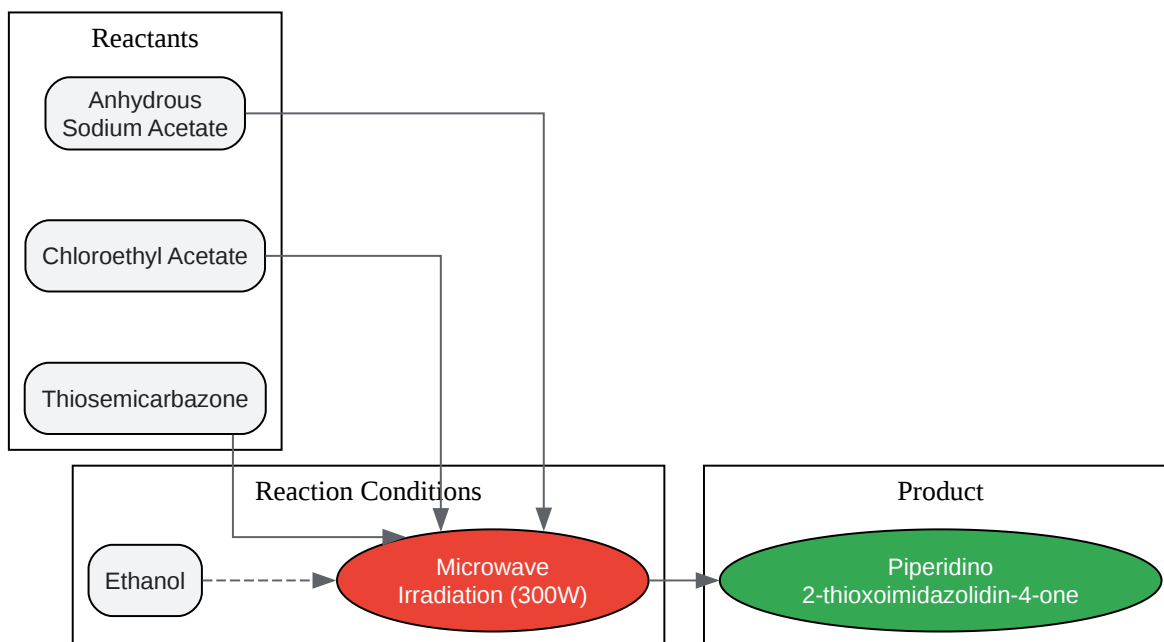 Reactants
Anhydrous
Sodium Acetate
Chloroethyl Acetate
Thiosemicarbazone
Reaction Conditions
Ethanol
Microwave
Irradiation (300W)
Product
Piperidino
2-thioxoimidazolidin-4-one